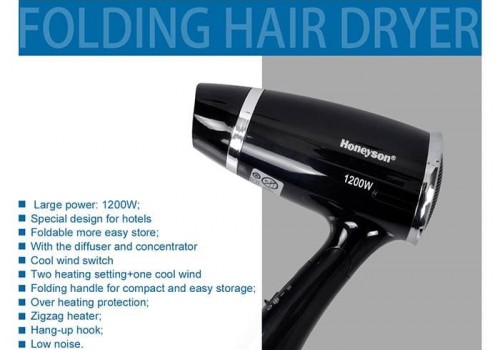 FOLDING HAIR DRYER
Honeyson®
1200W
Large power: 1200W;
Special design for hotels
Foldable more easy store;
With the diffuser and concentrator
Cool wind switch
Two heating setting+one cool wind
Folding handle for compact and easy storage;
Over heating protection;
Zigzag heater;
Hang-up hook;
Low noise.